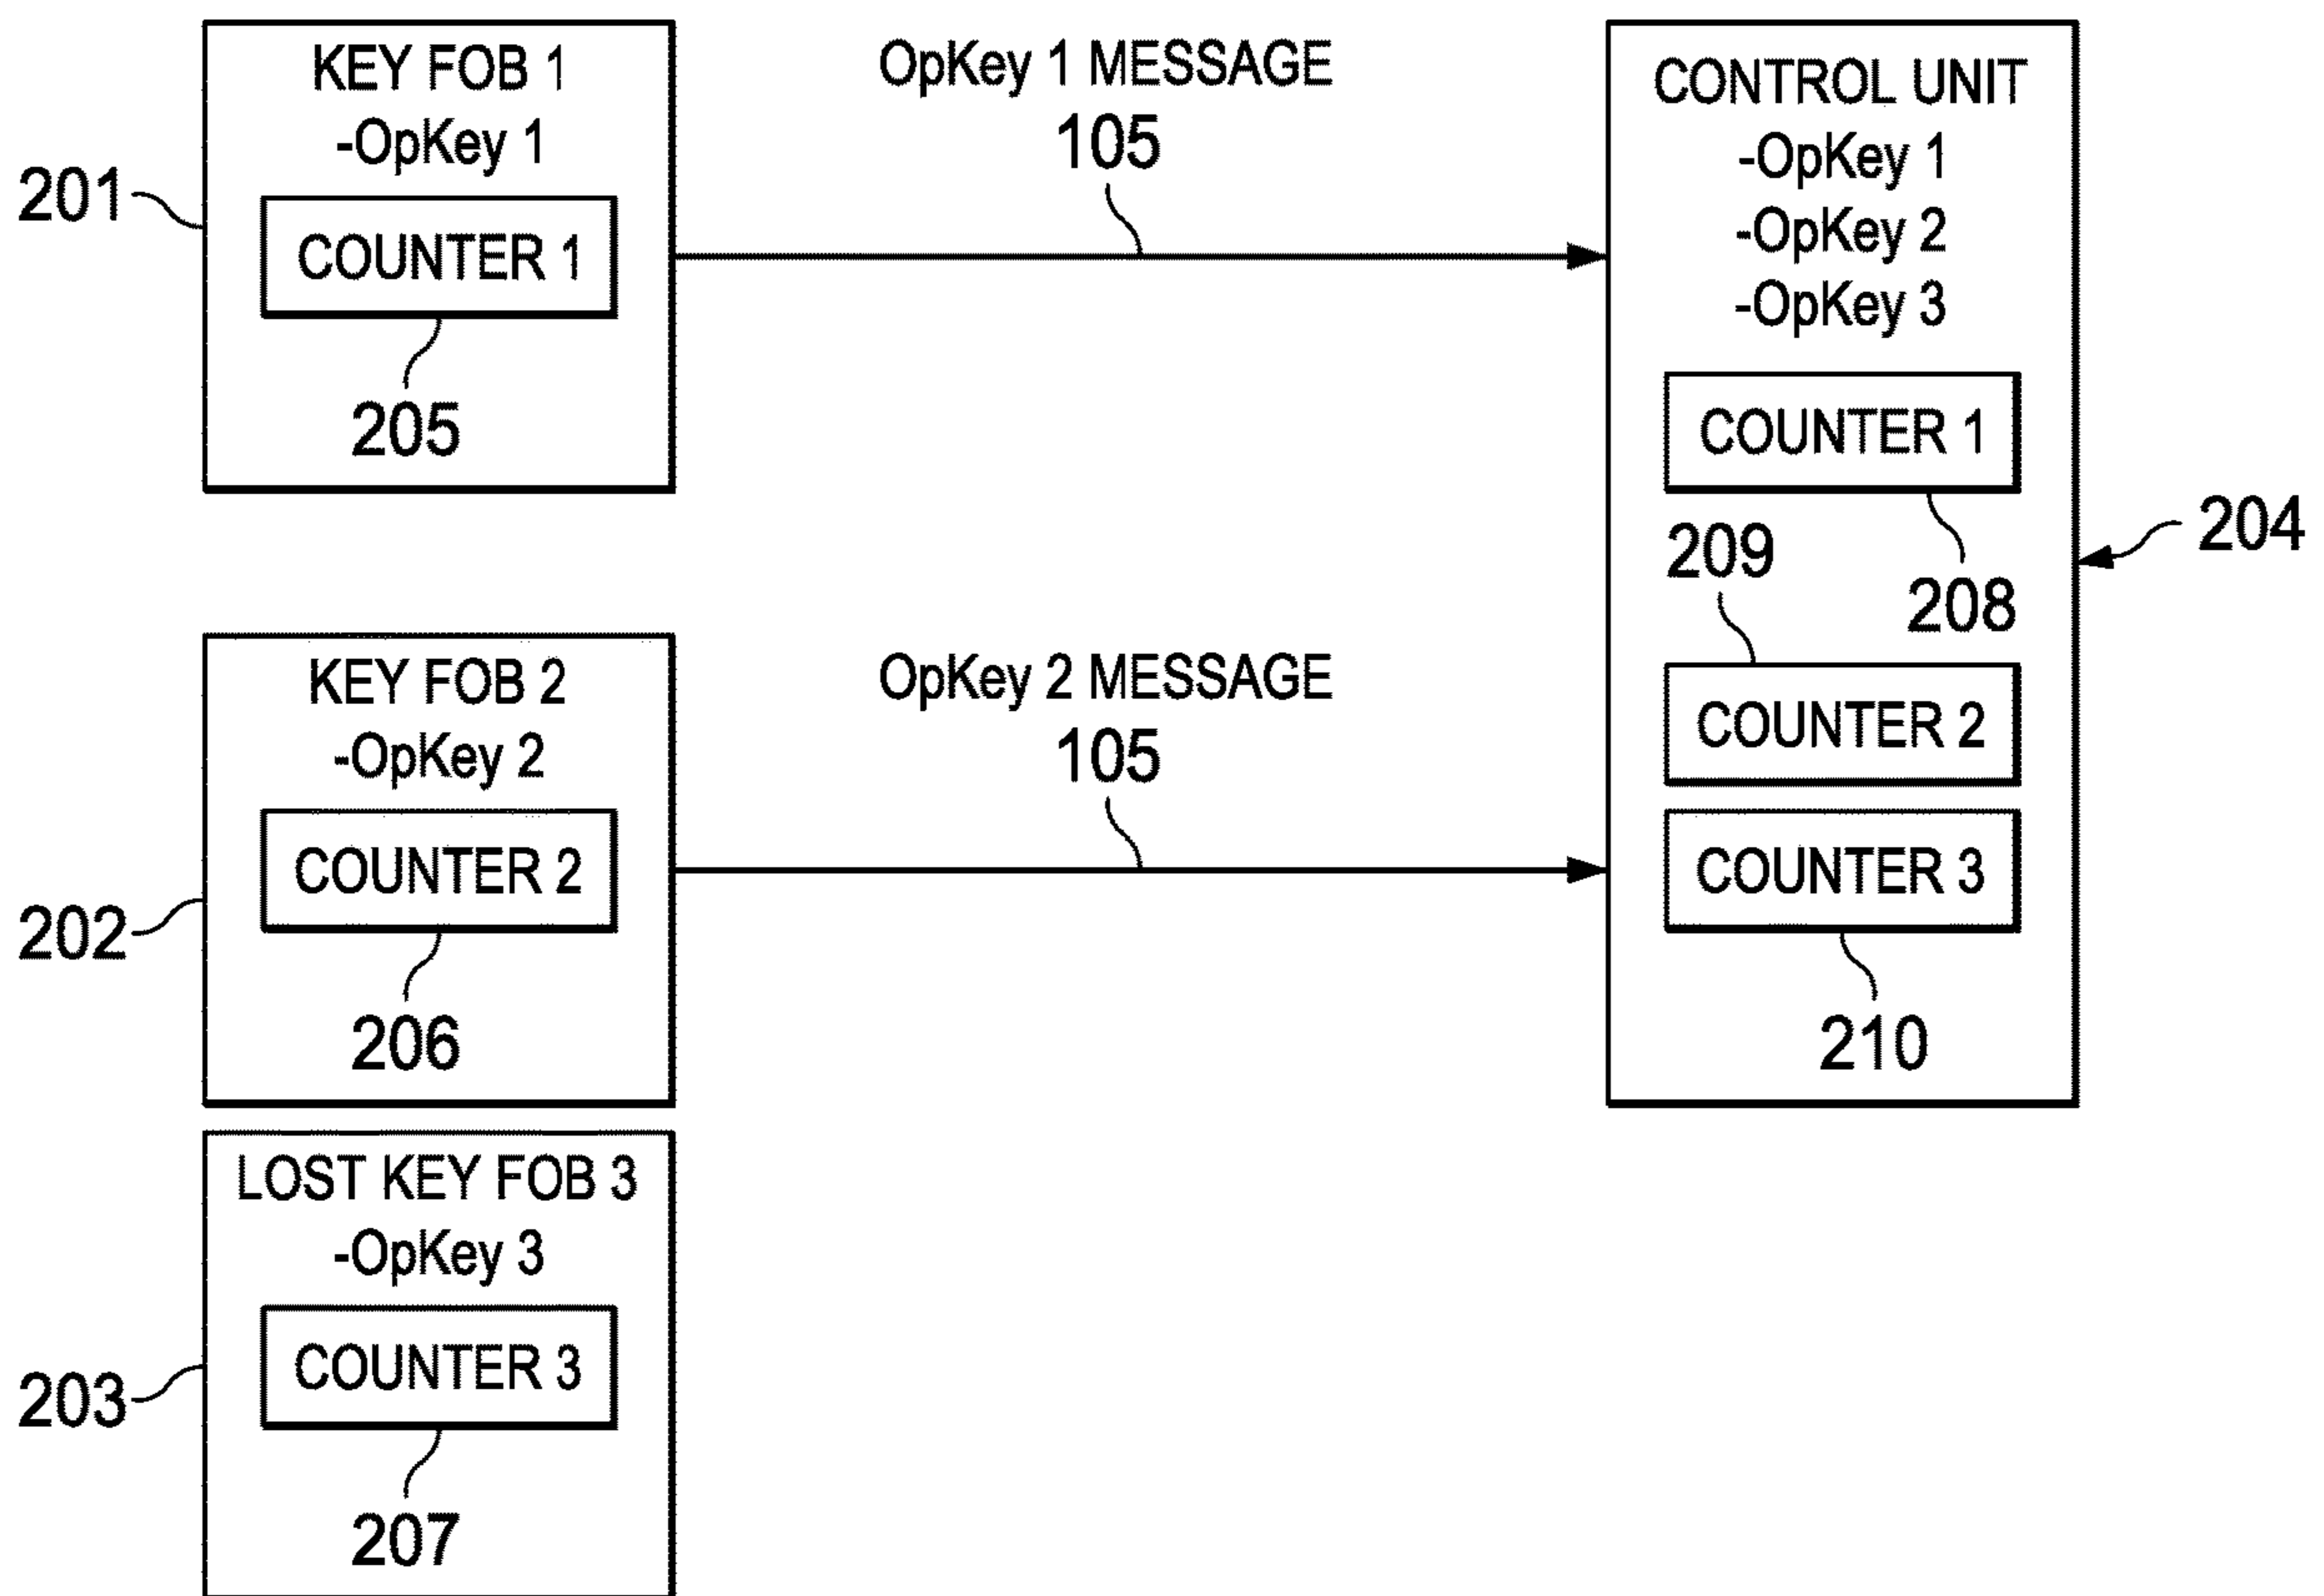 KEY FOB 1
-OpKey 1
COUNTER 1
205
201
OpKey 1 MESSAGE
105
CONTROL UNIT
-OpKey 1
-OpKey 2
-OpKey 3
COUNTER 1
208
209
COUNTER 2
COUNTER 3
210
204
KEY FOB 2
-OpKey 2
COUNTER 2
206
202
OpKey 2 MESSAGE
105
LOST KEY FOB 3
-OpKey 3
COUNTER 3
207
203